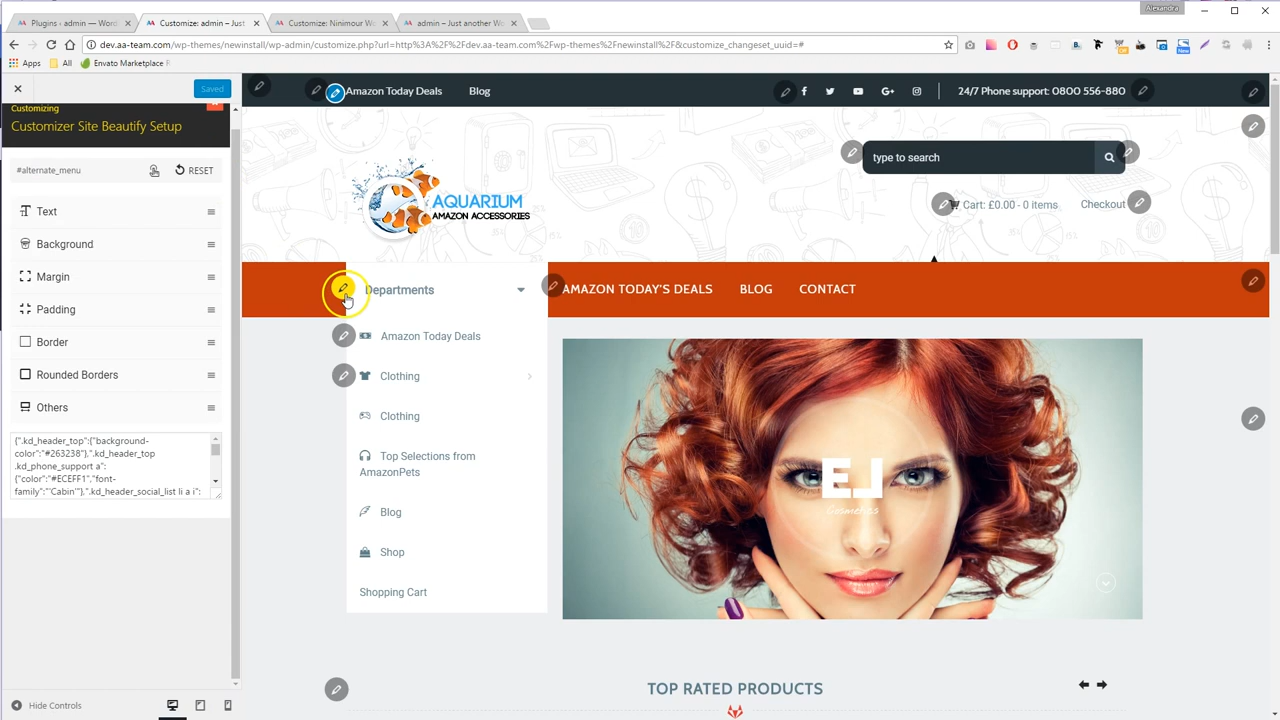 Alexandra
Plugins ‹ admin — Word
Customize: admin – Just
Customize: Ninimour Wo
admin – Just another Wo
dev.aa-team.com/wp-themes/newinstall/wp-admin/customize.php?url=http%3A%2F%2Fdev.aa-team.com%2Fwp-themes%2Fnewinstall%2F&customize_changeset_uuid=#
Apps
All
Envato Marketplace
Saved
Amazon Today Deals
Blog
24/7 Phone support: 0800 556-880
Customizing
Customizer Site Beautify Setup
#alternate_menu
RESET
Text
Background
Margin
Padding
Border
Rounded Borders
Others
{".kd_header_top":{"background-
color":"#263238"},".kd_header_top
.kd_phone_support a":
{"color":"#ECEFF1","font-
family":"'Cabin'"},".kd_header_social_list li a i":
Hide Controls
AQUARIUM
AMAZON ACCESSORIES
type to search
Cart: £0.00 - 0 items
Checkout
Departments
AMAZON TODAY'S DEALS
BLOG
CONTACT
Amazon Today Deals
Clothing
Clothing
Top Selections from
AmazonPets
Blog
Shop
Shopping Cart
EJ
Cosmetics
TOP RATED PRODUCTS